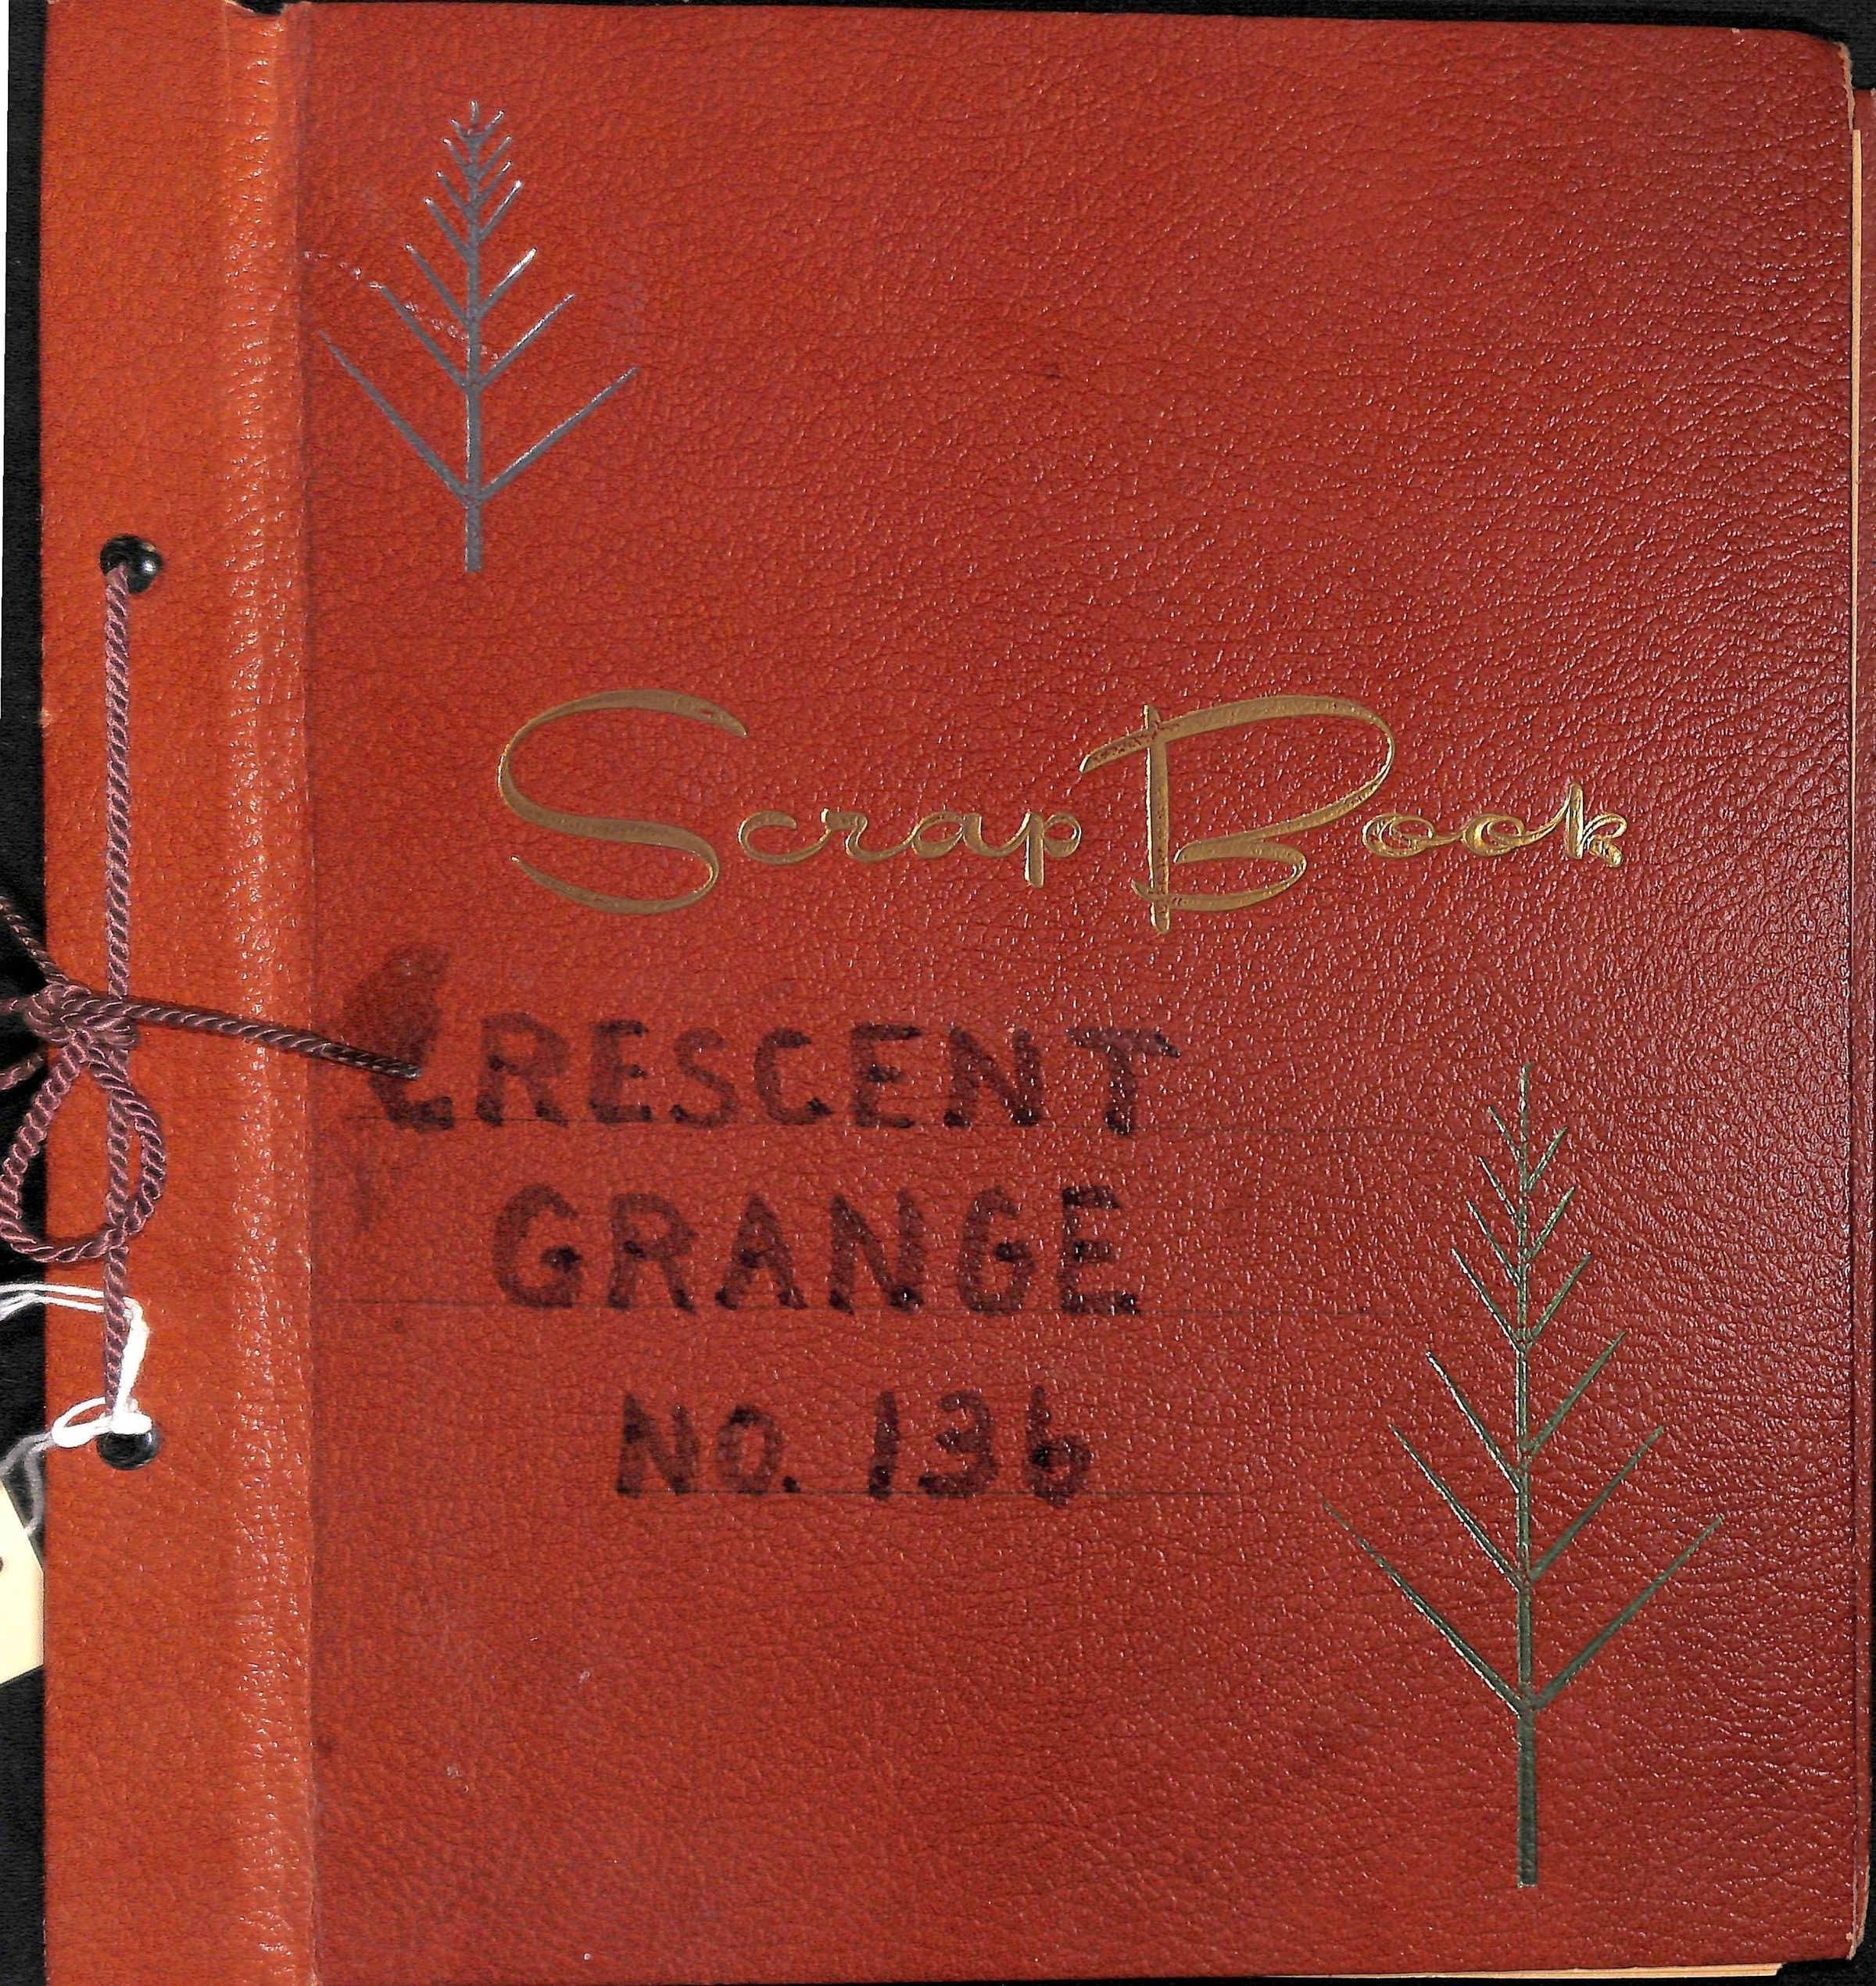 Scrap Book
CRESCENT
GRANGE
NO. 136